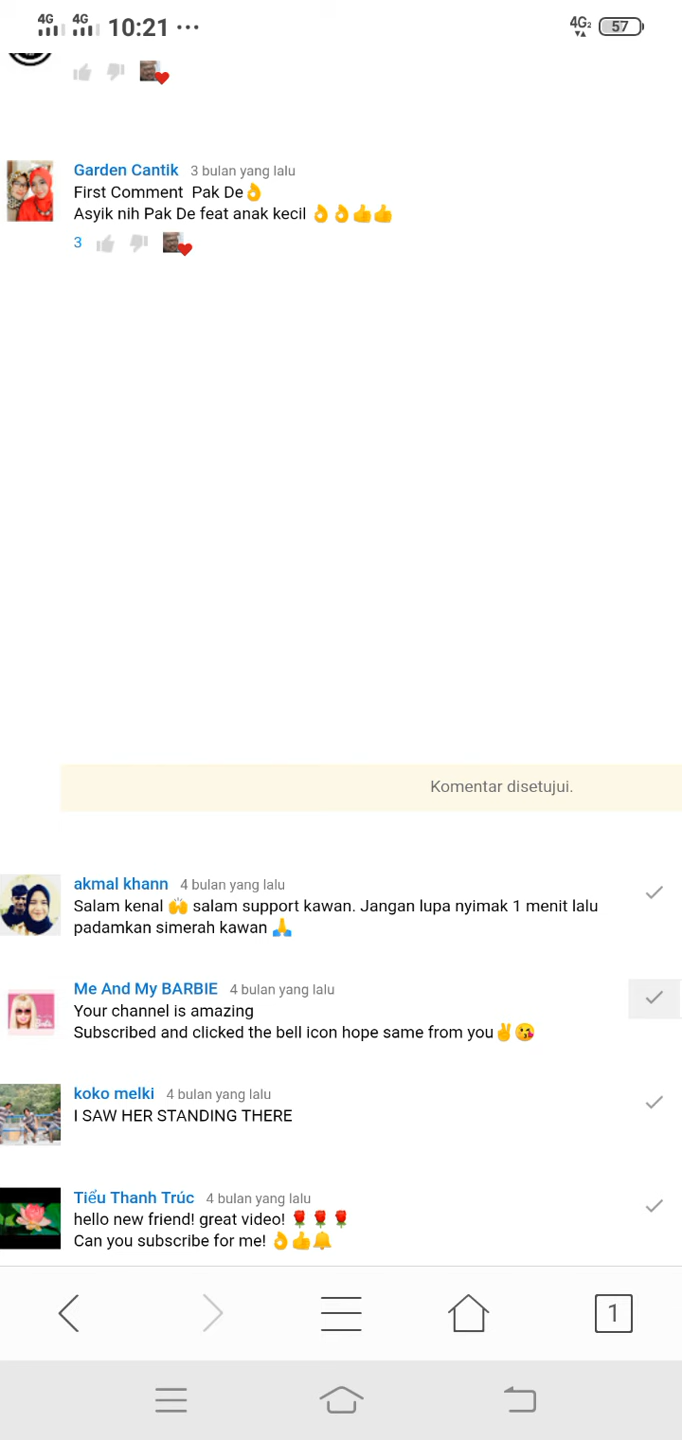 4G 4G 10:21 ... 4G2 57
Garden Cantik 3 bulan yang lalu
First Comment Pak De👌
Asyik nih Pak De feat anak kecil 👌👌👍👍
3
Komentar disetujui.
akmal khann 4 bulan yang lalu
Salam kenal 🙌 salam support kawan. Jangan lupa nyimak 1 menit lalu
padamkan simerah kawan 🙏
Me And My BARBIE 4 bulan yang lalu
Your channel is amazing
Subscribed and clicked the bell icon hope same from you✌😘
koko melki 4 bulan yang lalu
I SAW HER STANDING THERE
Tiểu Thanh Trúc 4 bulan yang lalu
hello new friend! great video! 🌹🌹🌹
Can you subscribe for me! 👌👍🔔
1